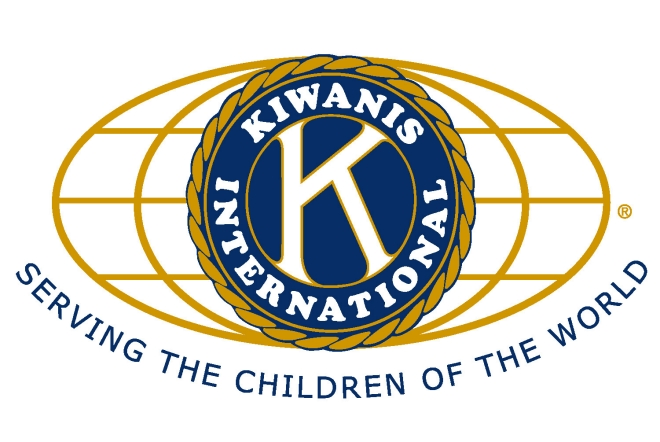 KIWANIS
INTERNATIONAL
K
®
SERVING THE CHILDREN OF THE WORLD